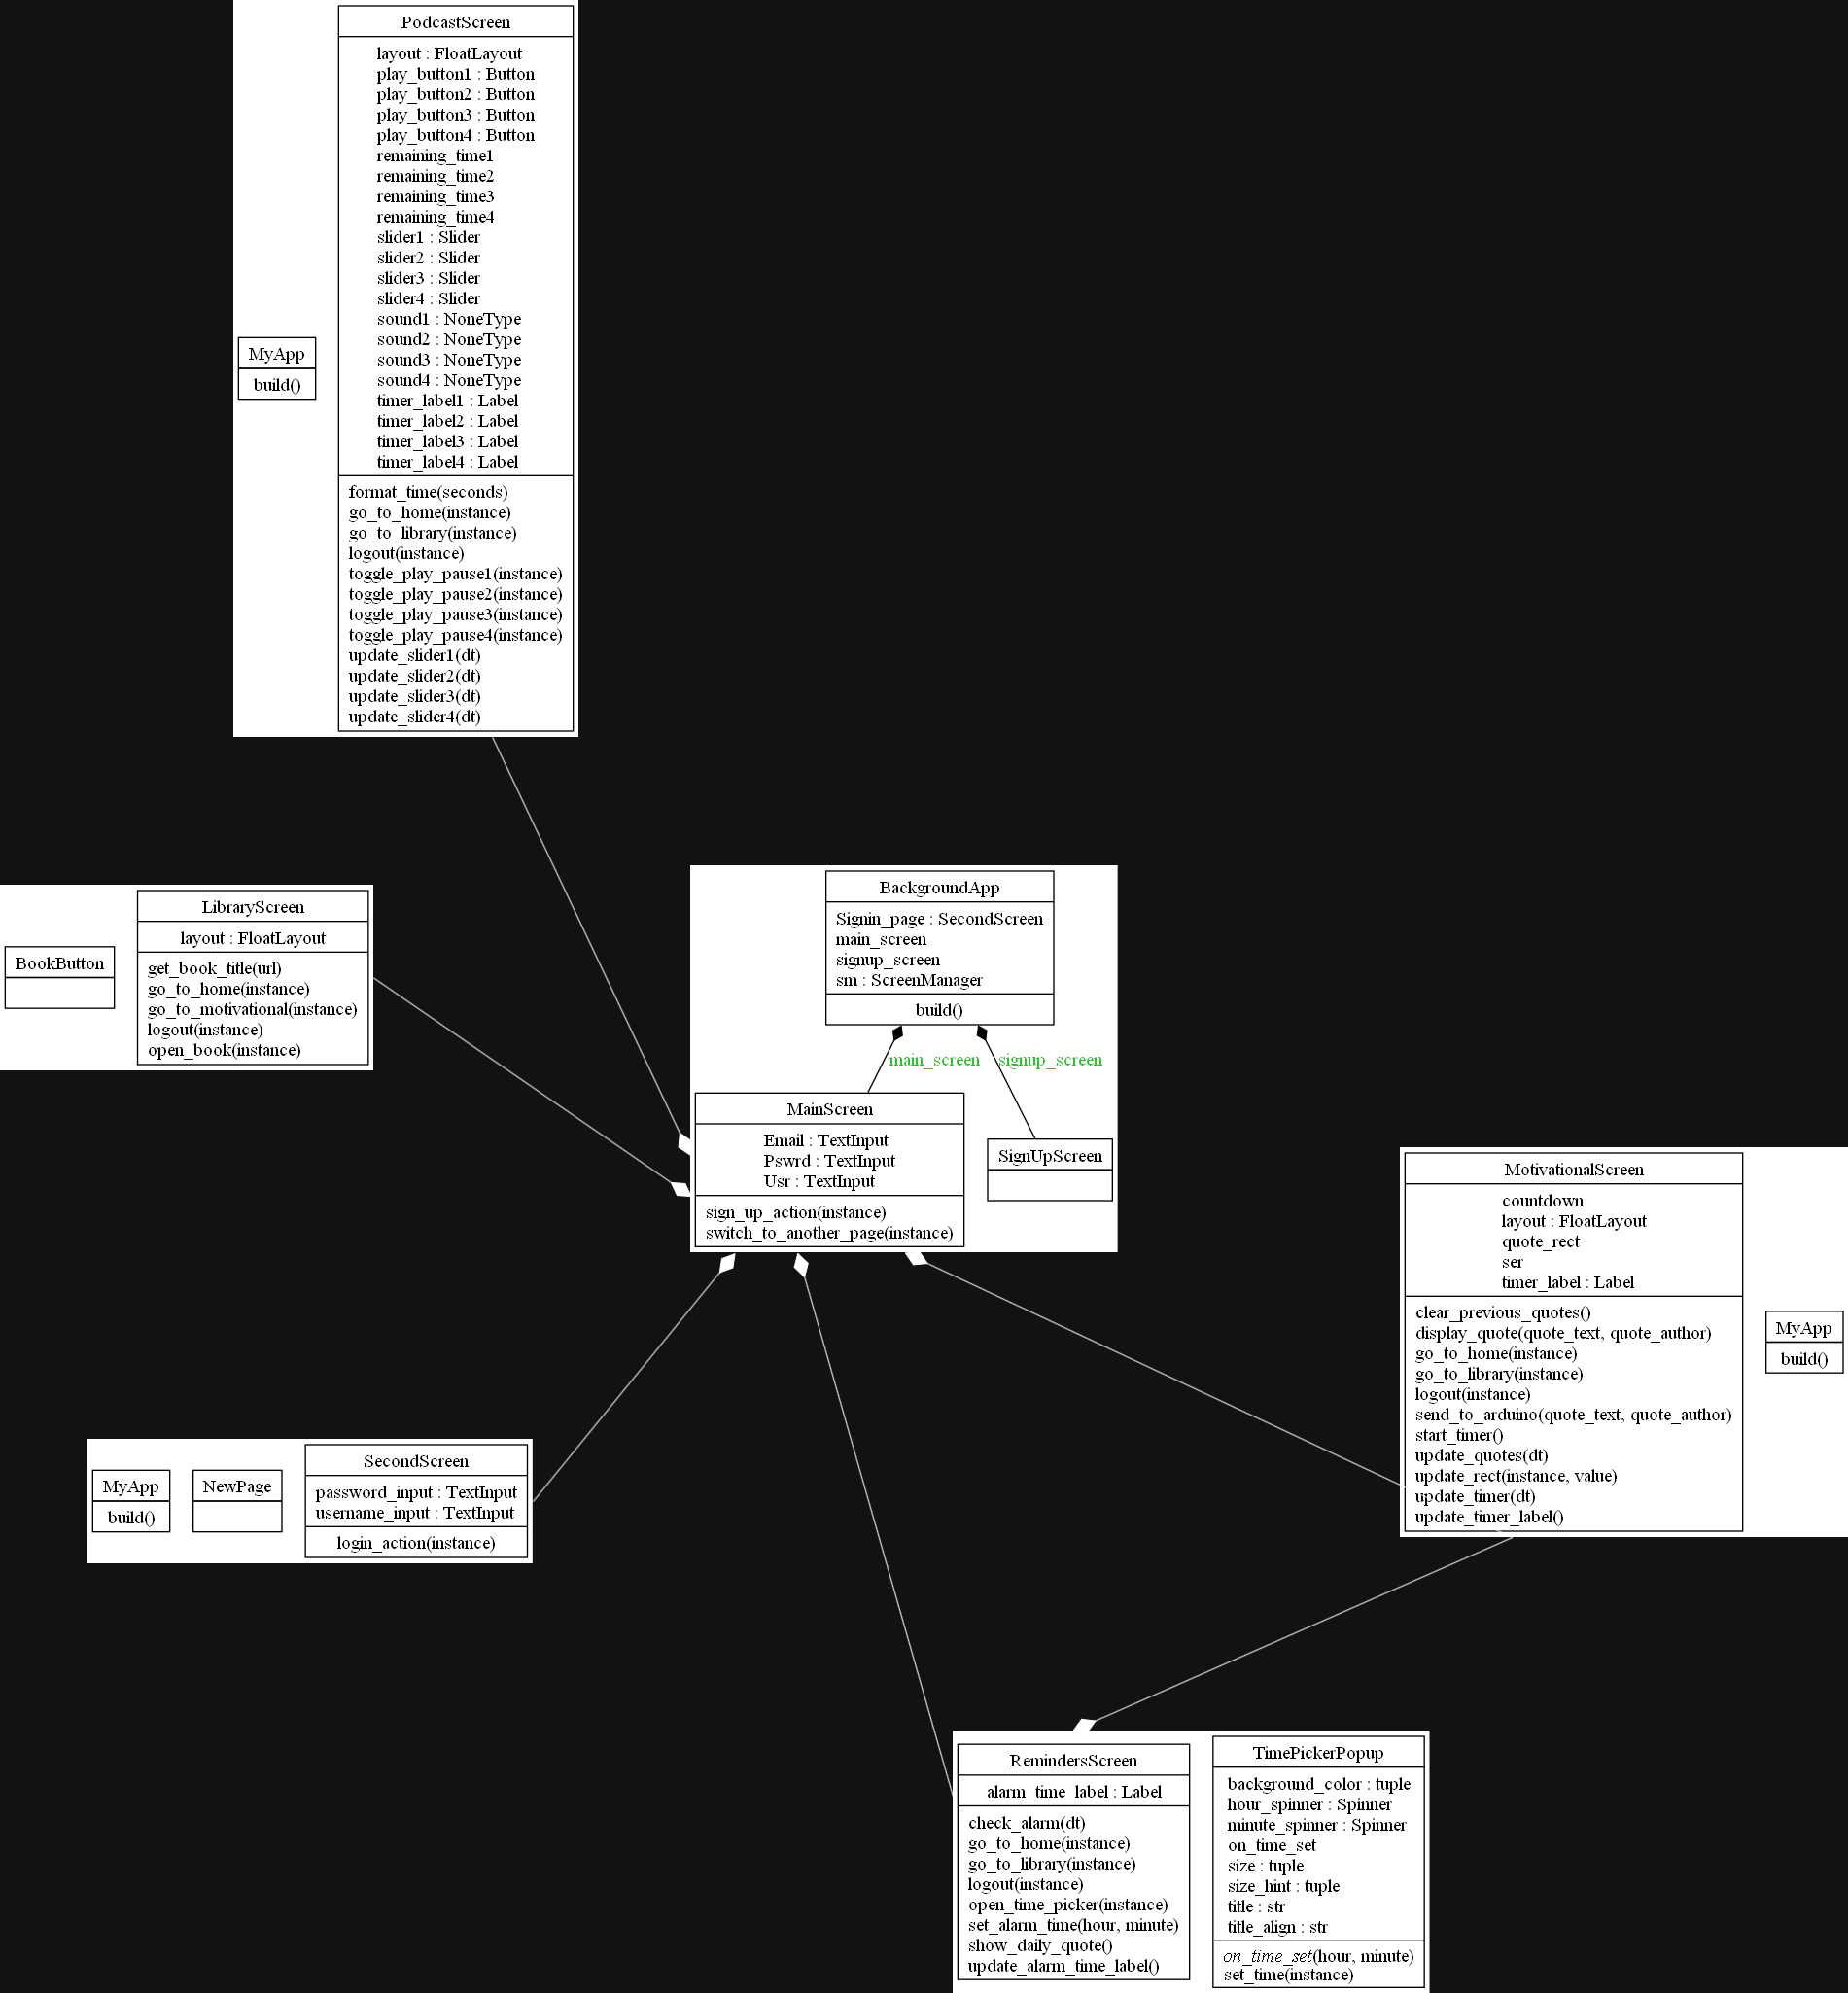 PodcastScreen
layout : FloatLayout
play_button1 : Button
play_button2 : Button
play_button3 : Button
play_button4 : Button
remaining_time1
remaining_time2
remaining_time3
remaining_time4
slider1 : Slider
slider2 : Slider
slider3 : Slider
slider4 : Slider
sound1 : NoneType
sound2 : NoneType
sound3 : NoneType
sound4 : NoneType
timer_label1 : Label
timer_label2 : Label
timer_label3 : Label
timer_label4 : Label
format_time(seconds)
go_to_home(instance)
go_to_library(instance)
logout(instance)
toggle_play_pause1(instance)
toggle_play_pause2(instance)
toggle_play_pause3(instance)
toggle_play_pause4(instance)
update_slider1(dt)
update_slider2(dt)
update_slider3(dt)
update_slider4(dt)
MyApp
build()
BookButton
LibraryScreen
layout : FloatLayout
get_book_title(url)
go_to_home(instance)
go_to_motivational(instance)
logout(instance)
open_book(instance)
BackgroundApp
Signin_page : SecondScreen
main_screen
signup_screen
sm : ScreenManager
build()
main_screen
signup_screen
MainScreen
Email : TextInput
Pswrd : TextInput
Usr : TextInput
sign_up_action(instance)
switch_to_another_page(instance)
SignUpScreen
MotivationalScreen
countdown
layout : FloatLayout
quote_rect
ser
timer_label : Label
clear_previous_quotes()
display_quote(quote_text, quote_author)
go_to_home(instance)
go_to_library(instance)
logout(instance)
send_to_arduino(quote_text, quote_author)
start_timer()
update_quotes(dt)
update_rect(instance, value)
update_timer(dt)
update_timer_label()
MyApp
build()
MyApp
build()
NewPage
SecondScreen
password_input : TextInput
username_input : TextInput
login_action(instance)
RemindersScreen
alarm_time_label : Label
check_alarm(dt)
go_to_home(instance)
go_to_library(instance)
logout(instance)
open_time_picker(instance)
set_alarm_time(hour, minute)
show_daily_quote()
update_alarm_time_label()
TimePickerPopup
background_color : tuple
hour_spinner : Spinner
minute_spinner : Spinner
on_time_set
size : tuple
size_hint : tuple
title : str
title_align : str
on_time_set(hour, minute)
set_time(instance)